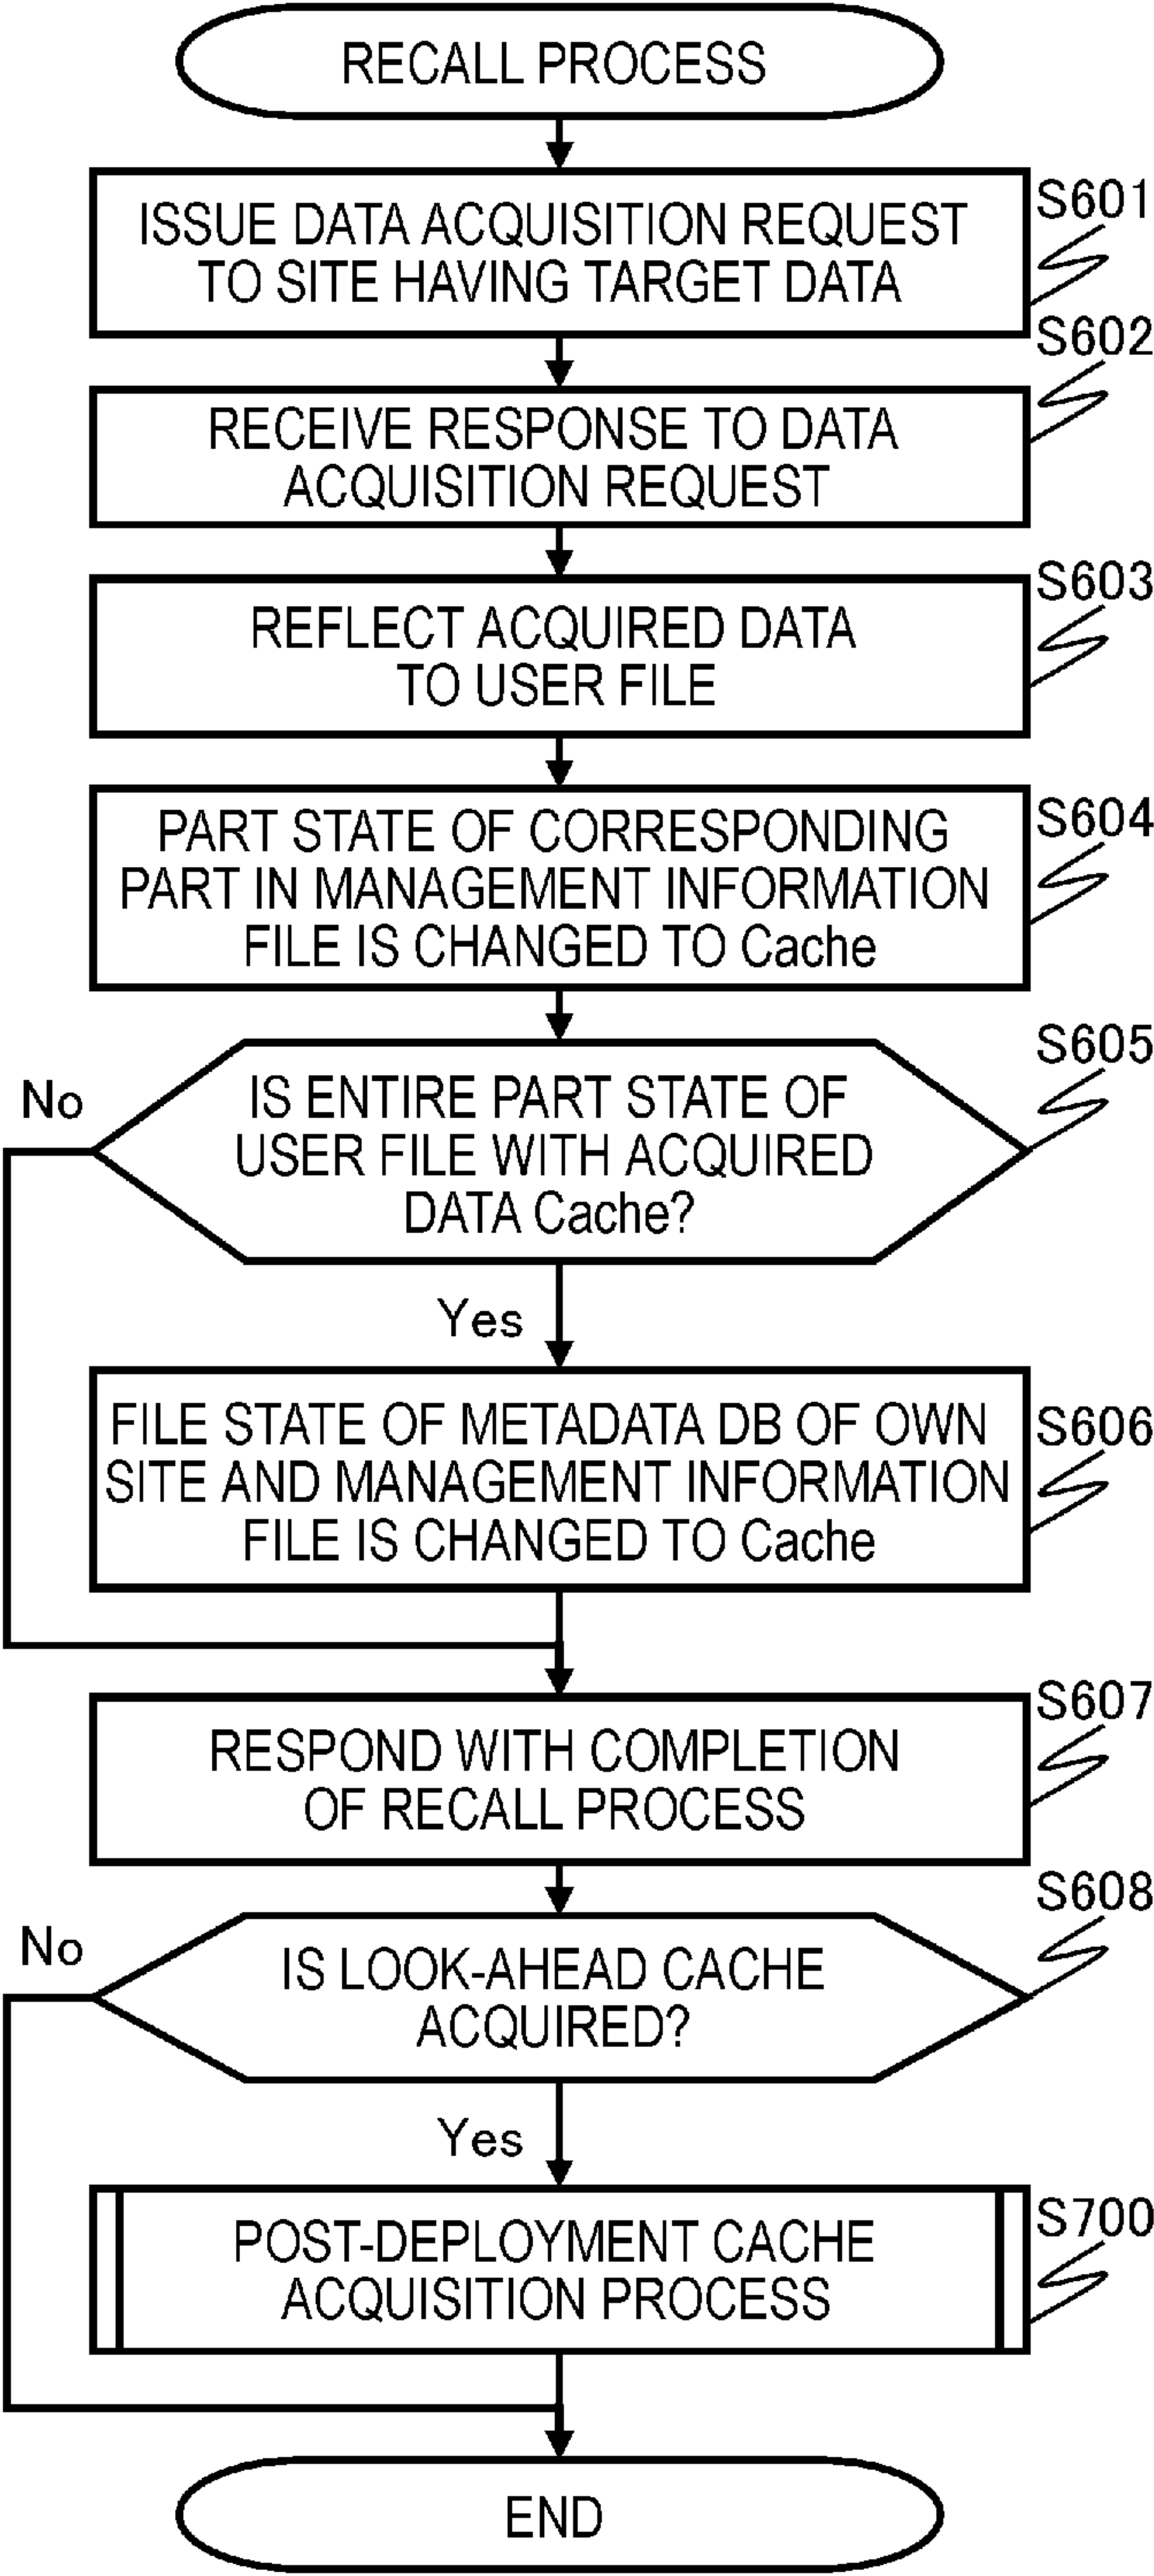 RECALL PROCESS
S601
ISSUE DATA ACQUISITION REQUEST
TO SITE HAVING TARGET DATA
S602
RECEIVE RESPONSE TO DATA
ACQUISITION REQUEST
S603
REFLECT ACQUIRED DATA
TO USER FILE
S604
PART STATE OF CORRESPONDING
PART IN MANAGEMENT INFORMATION
FILE IS CHANGED TO Cache
S605
No
IS ENTIRE PART STATE OF
USER FILE WITH ACQUIRED
DATA Cache?
Yes
S606
FILE STATE OF METADATA DB OF OWN
SITE AND MANAGEMENT INFORMATION
FILE IS CHANGED TO Cache
S607
RESPOND WITH COMPLETION
OF RECALL PROCESS
S608
No
IS LOOK-AHEAD CACHE
ACQUIRED?
Yes
S700
POST-DEPLOYMENT CACHE
ACQUISITION PROCESS
END